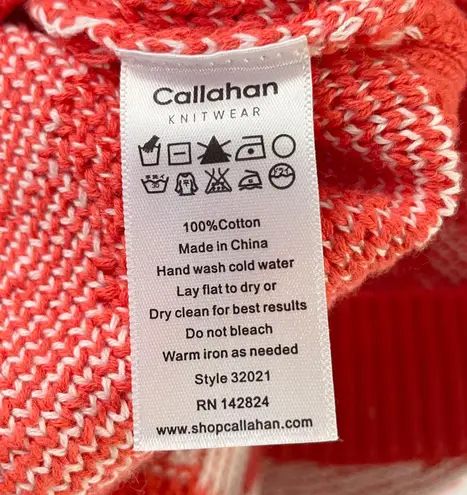 Callahan
KNITWEAR
100%Cotton
Made in China
Hand wash cold water
Lay flat to dry or
Dry clean for best results
Do not bleach
Warm iron as needed
Style 32021
RN 142824
www.shopcallahan.com